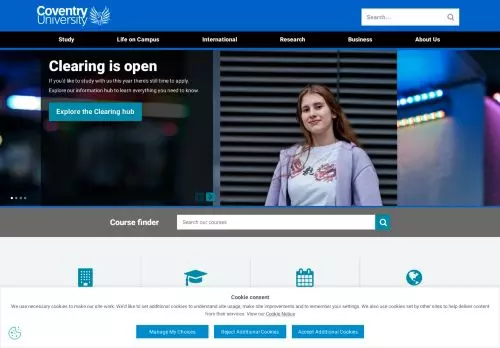 Coventry
University
Search...
Study
Life on Campus
International
Research
Business
About Us
Clearing is open
If you'd like to study with us this year there's still time to apply.
Explore our information hub to learn everything you need to know.
Explore the Clearing hub
Course finder
Search our courses
Cookie consent
We use necessary cookies to make our site work. We'd like to set additional cookies to understand site usage, make site improvements and to remember your settings. We also use cookies set by other sites to help deliver content
from their services. View our Cookie Notice
Manage My Choices
Reject Additional Cookies
Accept Additional Cookies